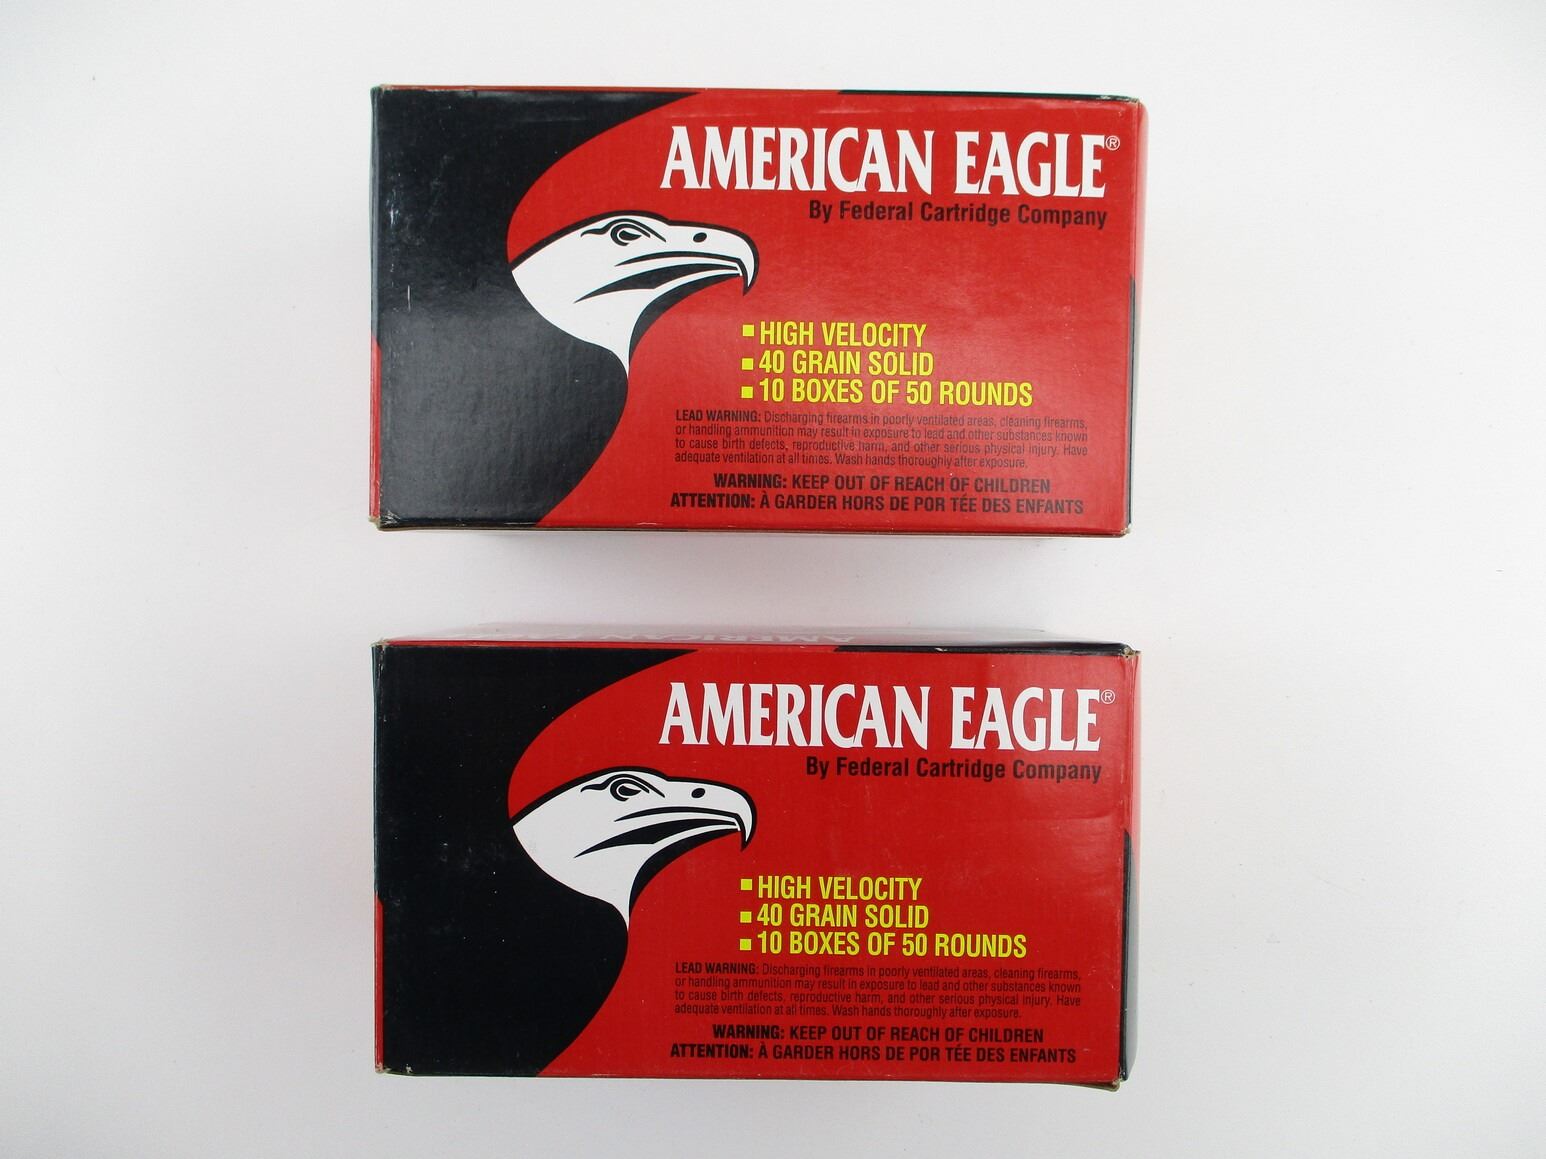 AMERICAN EAGLE®
By Federal Cartridge Company
HIGH VELOCITY
40 GRAIN SOLID
10 BOXES OF 50 ROUNDS
LEAD WARNING: Discharging firearms in poorly ventilated areas, cleaning firearms,
or handling ammunition may result in exposure to lead and other substances known
to cause birth defects, reproductive harm, and other serious physical injury. Have
adequate ventilation at all times. Wash hands thoroughly after exposure.
WARNING: KEEP OUT OF REACH OF CHILDREN
ATTENTION: À GARDER HORS DE POR TÉE DES ENFANTS
AMERICAN EA
AMERICAN EAGLE®
By Federal Cartridge Company
HIGH VELOCITY
40 GRAIN SOLID
10 BOXES OF 50 ROUNDS
LEAD WARNING: Discharging firearms in poorly ventilated areas, cleaning firearms,
or handling ammunition may result in exposure to lead and other substances known
to cause birth defects, reproductive harm, and other serious physical injury. Have
adequate ventilation at all times. Wash hands thoroughly after exposure.
WARNING: KEEP OUT OF REACH OF CHILDREN
ATTENTION: À GARDER HORS DE POR TÉE DES ENFANTS